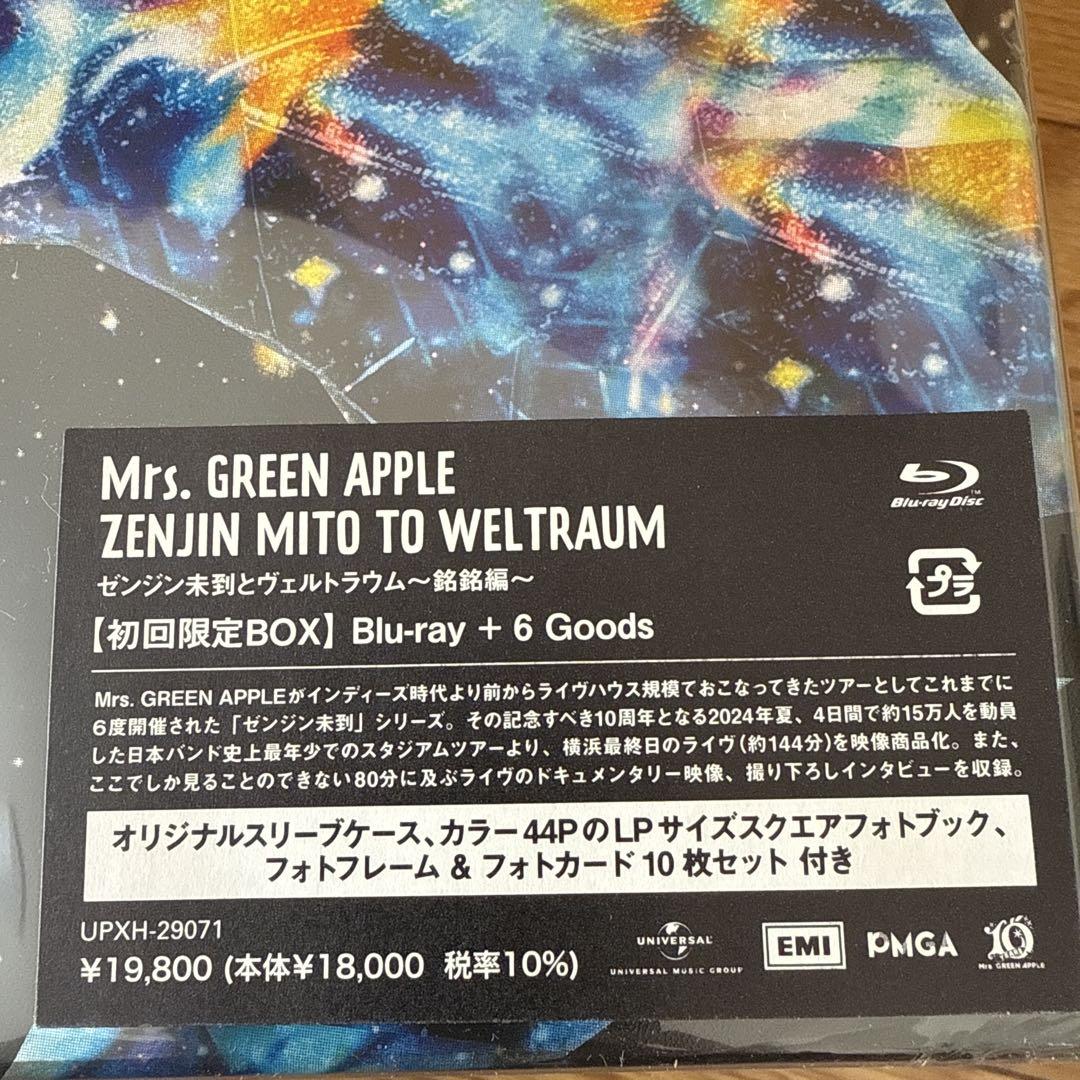 Mrs. GREEN APPLE
ZENJIN MITO TO WELTRAUM
ゼンジン未到とヴェルトラウム〜銘銘編〜
【初回限定BOX】 Blu-ray + 6 Goods
Blu-ray Disc™
プラ
Mrs. GREEN APPLEがインディーズ時代より前からライヴハウス規模ておこなってきたツアーとしてこれまでに
6度開催された「ゼンジン未到」シリーズ。その記念すべき10周年となる2024年夏、4日間で約15万人を動員
した日本バンド史上最年少でのスタジアムツアーより、横浜最終日のライヴ(約144分)を映像商品化。また、
ここでしか見ることのできない80分に及ぶライヴのドキュメンタリー映像、撮り下ろしインタビューを収録。
オリジナルスリーブケース、カラー44PのLPサイズスクエアフォトブック、
フォトフレーム & フォトカード10枚セット 付き
UPXH-29071
¥19,800 (本体¥18,000 税率10%)
UNIVERSAL
UNIVERSAL MUSIC GROUP
EMI
PMGA
10
Mrs. GREEN APPLE